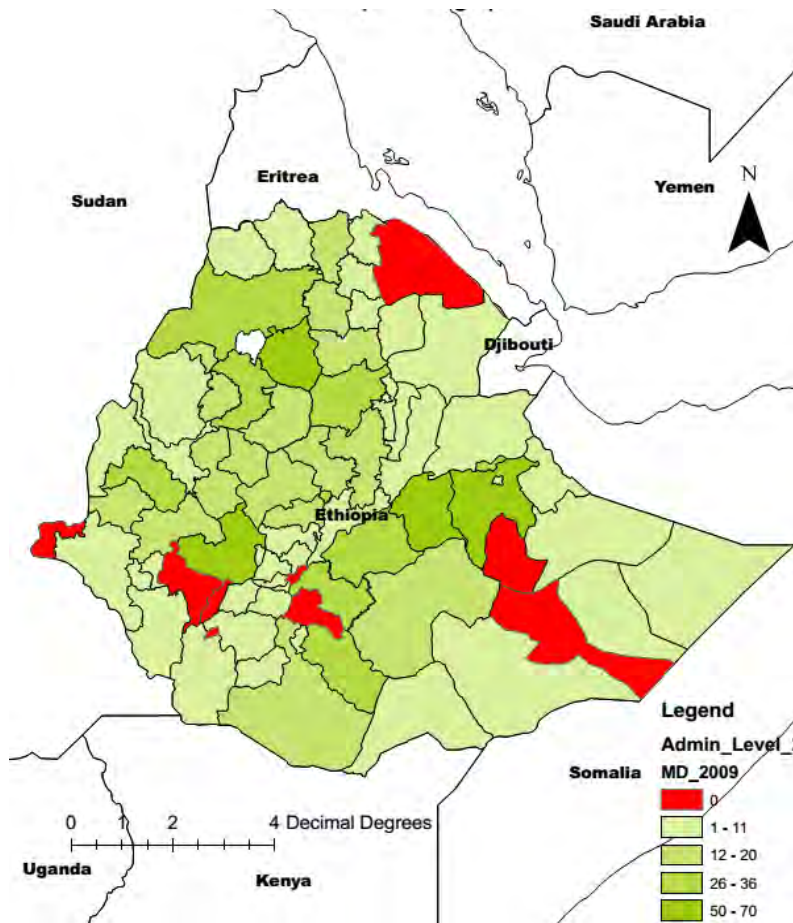 Saudi Arabia
Eritrea
Sudan
Yemen
N
Djibouti
Ethiopia
Legend
Admin_Level_
Somalia
MD_2009
0
1 - 11
12 - 20
26 - 36
50 - 70
0 1 2 4 Decimal Degrees
Uganda
Kenya